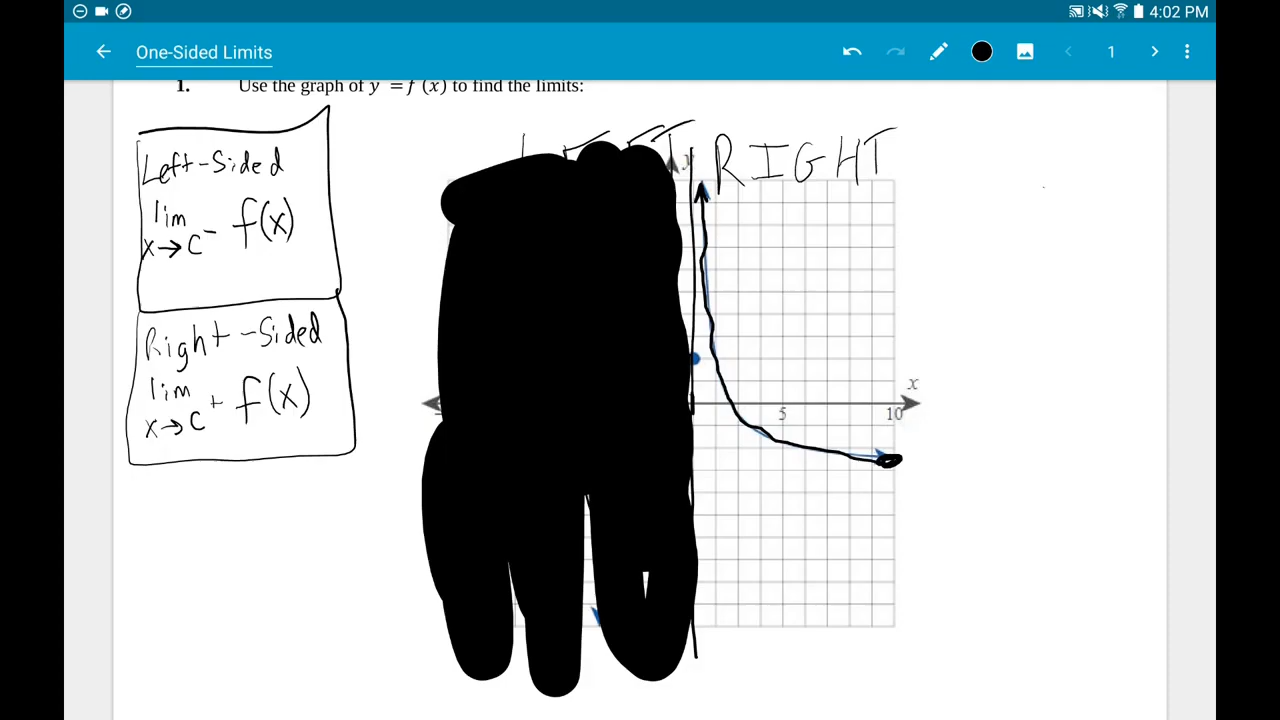 4:02 PM
One-Sided Limits
1
1. Use the graph of y = f (x) to find the limits:
Left-Sided
lim f(x)
x→c⁻
Right-Sided
lim f(x)
x→c⁺
RIGHT
y
x
5
10